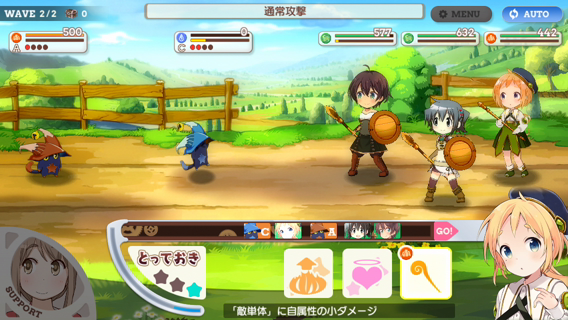 WAVE 2/2 0
通常攻撃
MENU
AUTO
500
A
0
C
577
632
442
C
A
GO!
とっておき
SUPPORT
「敵単体」に自属性の小ダメージ